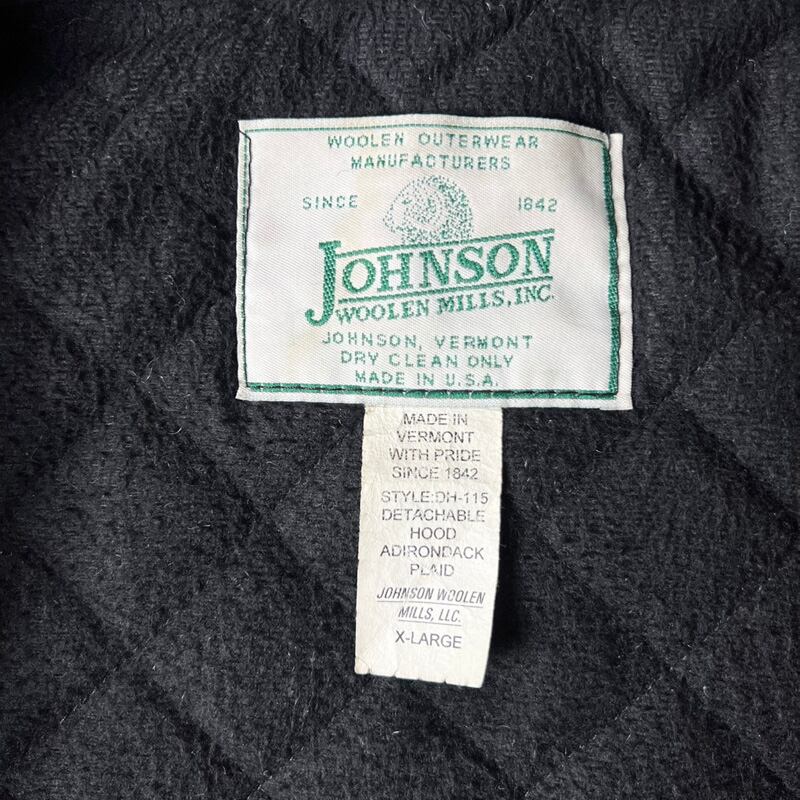 WOOLEN OUTERWEAR
MANUFACTURERS
SINCE 1842
JOHNSON
WOOLEN MILLS, INC.
JOHNSON, VERMONT
DRY CLEAN ONLY
MADE IN U.S.A.
MADE IN
VERMONT
WITH PRIDE
SINCE 1842
STYLE:DH-115
DETACHABLE
HOOD
ADIRONDACK
PLAID
JOHNSON WOOLEN
MILLS, LLC.
X-LARGE